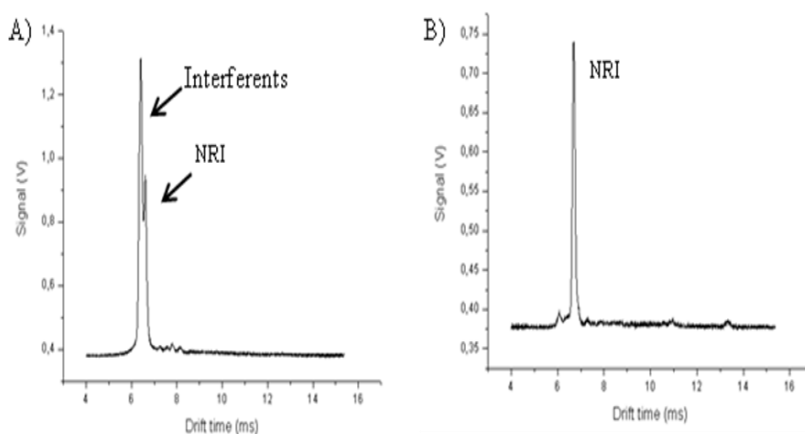 A)
Signal (V)
1,4
1,2
1,0
0,8
0,6
0,4
Interferents
NRI
4 6 8 10 12 14 16
Drift time (ms)
B)
Signal (V)
0,75
0,70
0,65
0,60
0,55
0,50
0,45
0,40
0,35
NRI
4 6 8 10 12 14 16
Drift time (ms)